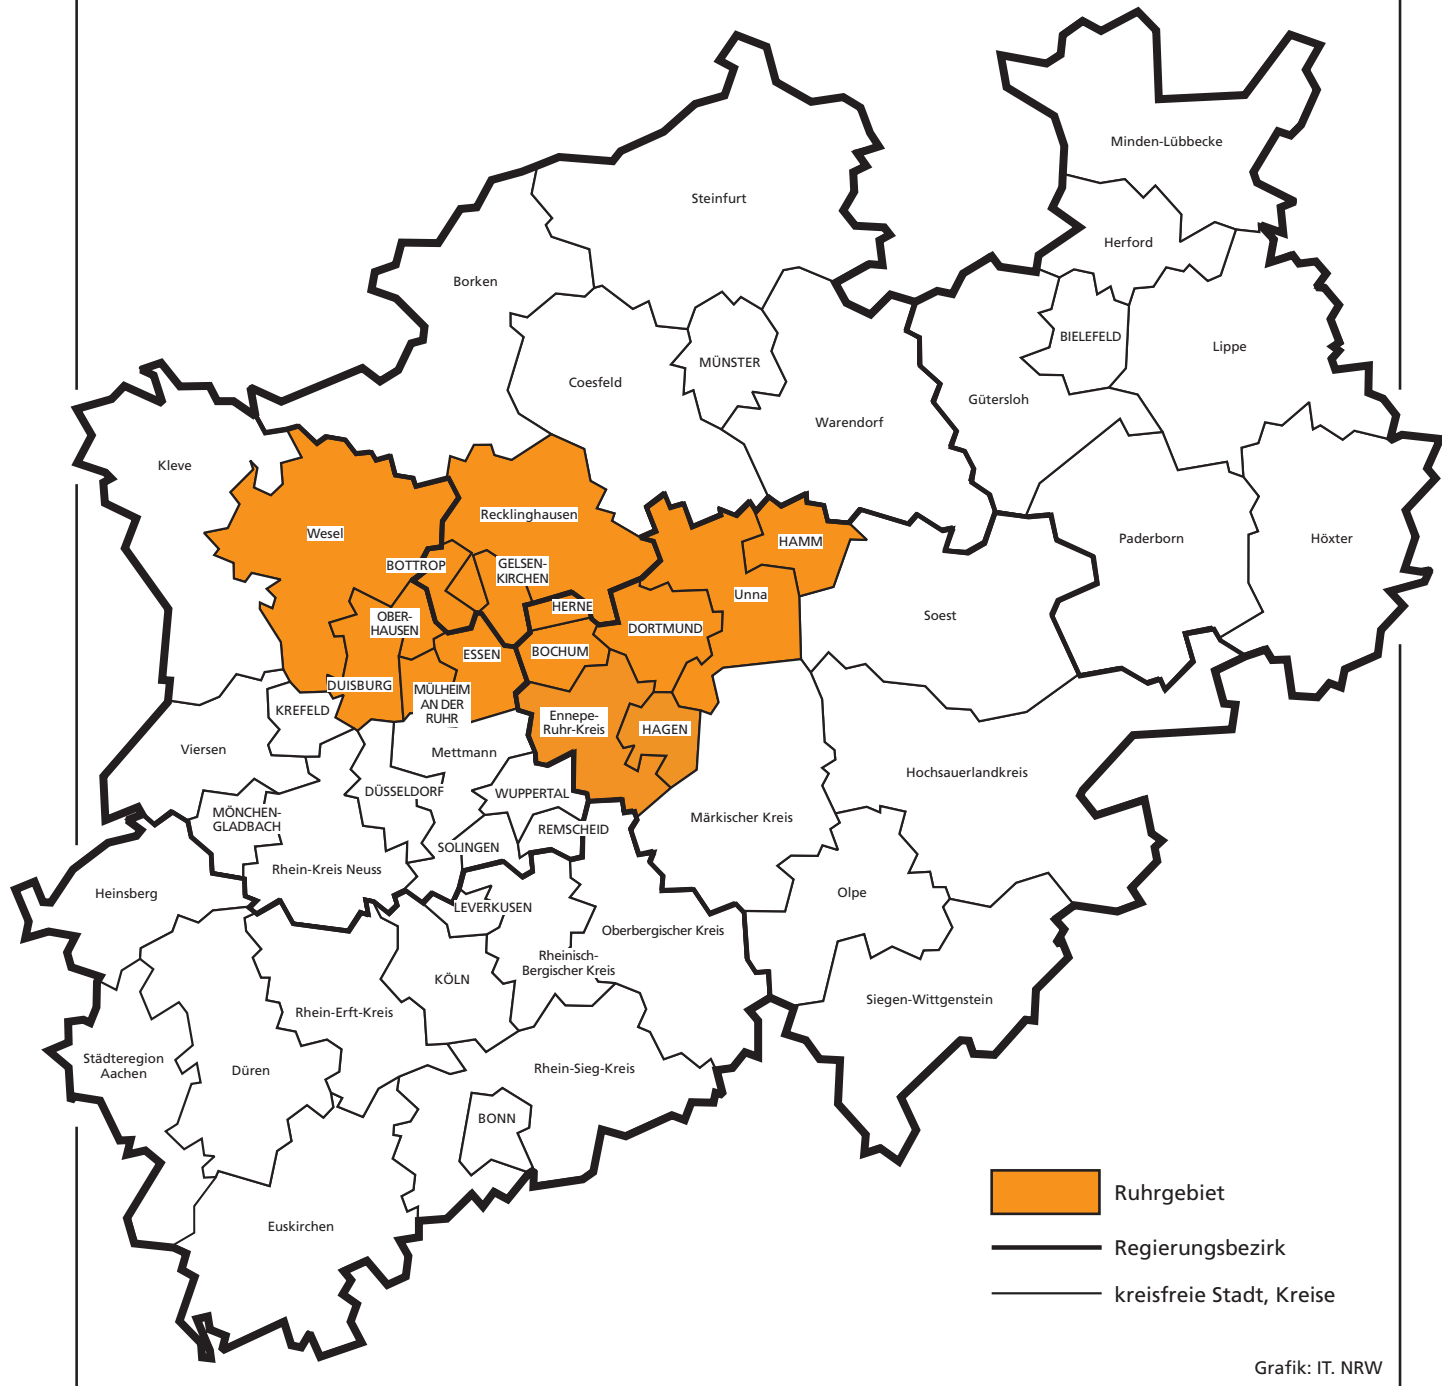 Minden-Lübbecke
Steinfurt
Herford
Borken
BIELEFELD
Lippe
MÜNSTER
Coesfeld
Gütersloh
Warendorf
Kleve
Recklinghausen
Wesel
HAMM
Paderborn
Höxter
BOTTROP
GELSEN-
KIRCHEN
Unna
HERNE
Soest
OBER-
HAUSEN
DORTMUND
ESSEN
BOCHUM
DUISBURG
MÜLHEIM
AN DER
RUHR
KREFELD
Ennepe-
Ruhr-Kreis
HAGEN
Viersen
Mettmann
Hochsauerlandkreis
DÜSSELDORF
WUPPERTAL
MÖNCHEN-
GLADBACH
Märkischer Kreis
REMSCHEID
SOLINGEN
Rhein-Kreis Neuss
Heinsberg
Olpe
LEVERKUSEN
Oberbergischer Kreis
Rheinisch-
Bergischer Kreis
KÖLN
Siegen-Wittgenstein
Rhein-Erft-Kreis
Städteregion
Aachen
Düren
Rhein-Sieg-Kreis
BONN
Euskirchen
Ruhrgebiet
Regierungsbezirk
kreisfreie Stadt, Kreise
Grafik: IT. NRW